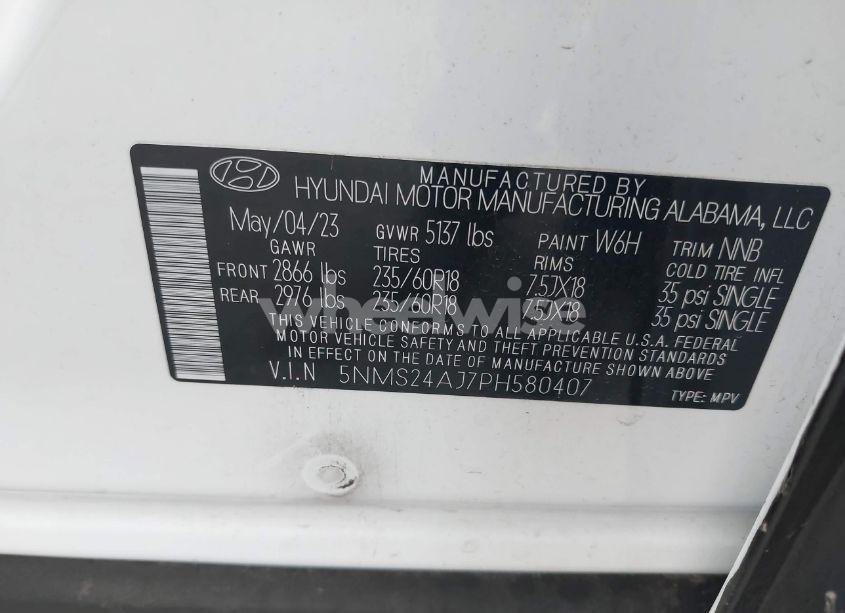 MANUFACTURED BY
HYUNDAI MOTOR MANUFACTURING ALABAMA, LLC
May/04/23 GVWR 5137 lbs PAINT W6H TRIM NNB
GAWR TIRES RIMS COLD TIRE INFL
FRONT 2866 lbs 235/60R18 7.5JX18 35 psi SINGLE
REAR 2976 lbs 235/60R18 7.5JX18 35 psi SINGLE
wheelwise
THIS VEHICLE CONFORMS TO ALL APPLICABLE U.S.A. FEDERAL
MOTOR VEHICLE SAFETY AND THEFT PREVENTION STANDARDS
IN EFFECT ON THE DATE OF MANUFACTURE SHOWN ABOVE
V.I.N 5NMS24AJ7PH580407 TYPE: MPV